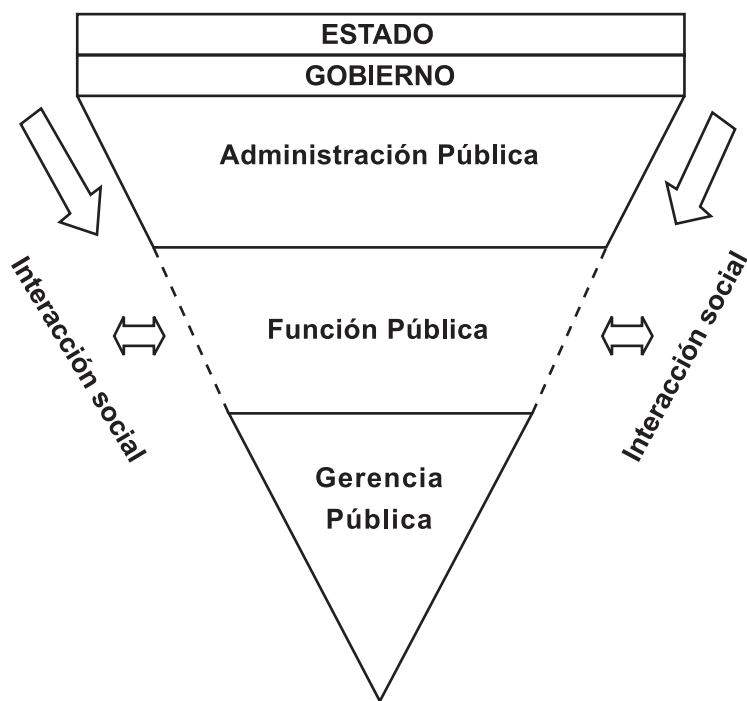 ESTADO
GOBIERNO
Administración Pública
Interacción social
Función Pública
Interacción social
Gerencia
Pública